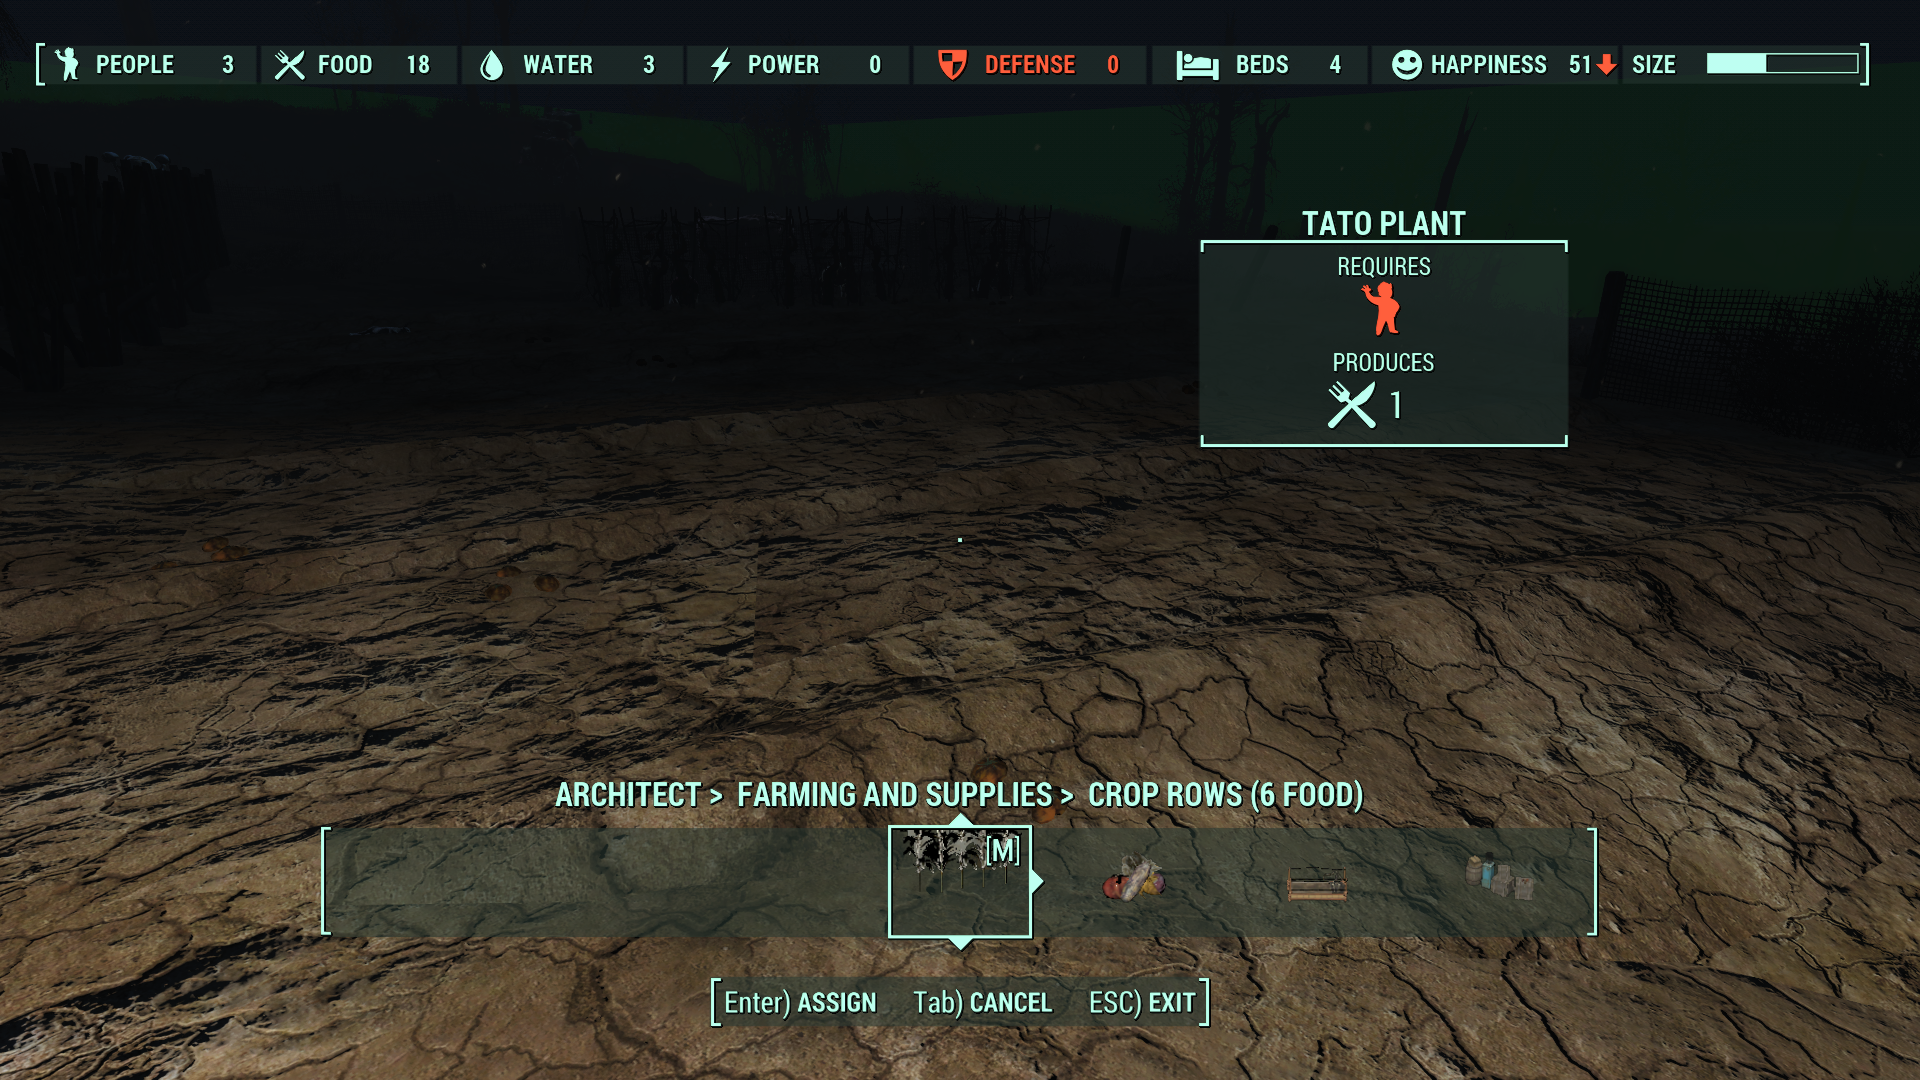 PEOPLE 3 FOOD 18 WATER 3 POWER 0 DEFENSE 0 BEDS 4 HAPPINESS 51 SIZE
TATO PLANT
REQUIRES
PRODUCES
1
ARCHITECT > FARMING AND SUPPLIES > CROP ROWS (6 FOOD)
[M]
Enter) ASSIGN Tab) CANCEL ESC) EXIT